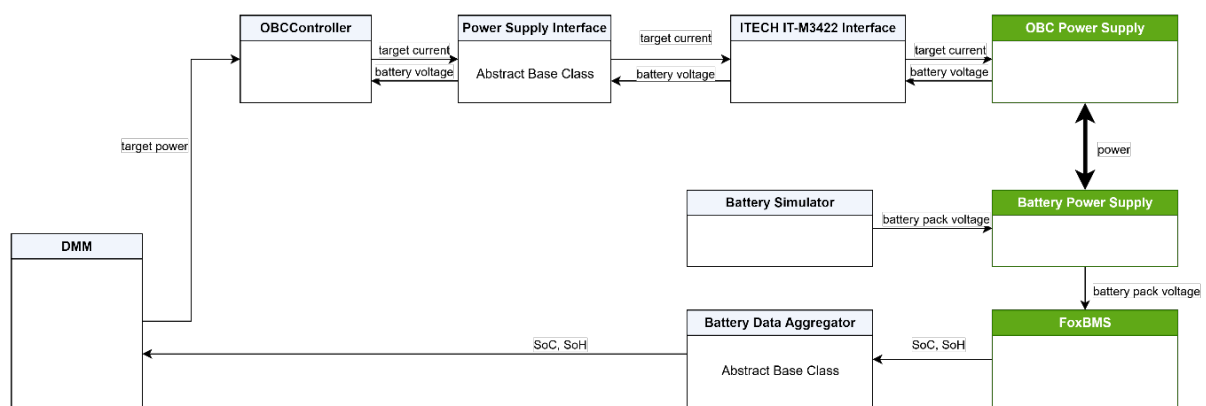 OBCController
Power Supply Interface
ITECH IT-M3422 Interface
OBC Power Supply
target current
target current
target current
battery voltage
Abstract Base Class
battery voltage
battery voltage
target power
power
Battery Simulator
Battery Power Supply
battery pack voltage
DMM
battery pack voltage
Battery Data Aggregator
FoxBMS
SoC, SoH
SoC, SoH
Abstract Base Class